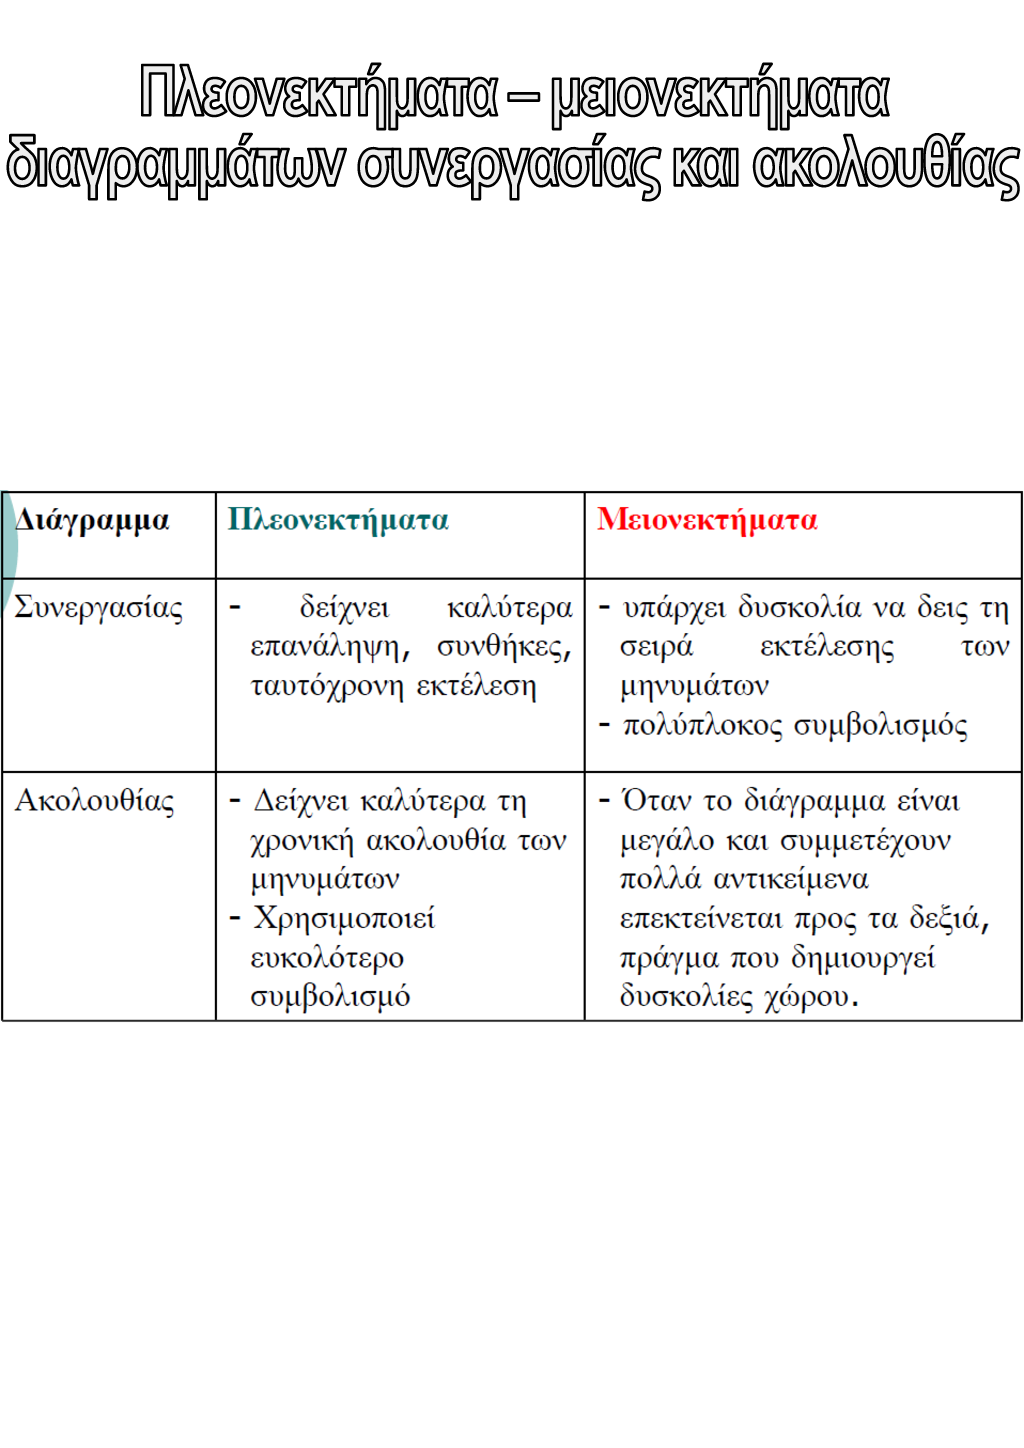 Πλεονεκτήματα – μειονεκτήματα
διαγραμμάτων συνεργασίας και ακολουθίας
Διάγραμμα
Πλεονεκτήματα
Μειονεκτήματα
Συνεργασίας
- δείχνει καλύτερα
επανάληψη, συνθήκες,
ταυτόχρονη εκτέλεση
- υπάρχει δυσκολία να δεις τη
σειρά εκτέλεσης των
μηνυμάτων
- πολύπλοκος συμβολισμός
Ακολουθίας
- Δείχνει καλύτερα τη
χρονική ακολουθία των
μηνυμάτων
- Χρησιμοποιεί
ευκολότερο
συμβολισμό
- Όταν το διάγραμμα είναι
μεγάλο και συμμετέχουν
πολλά αντικείμενα
επεκτείνεται προς τα δεξιά,
πράγμα που δημιουργεί
δυσκολίες χώρου.